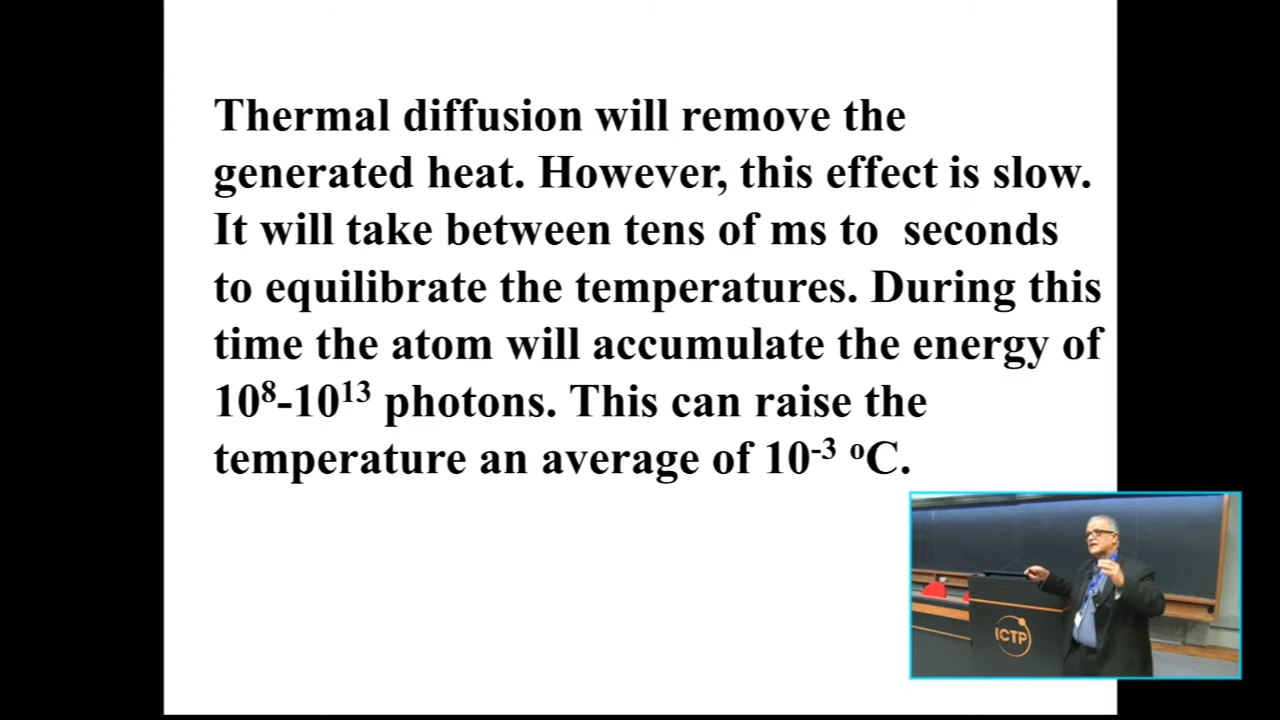 Thermal diffusion will remove the
generated heat. However, this effect is slow.
It will take between tens of ms to  seconds
to equilibrate the temperatures. During this
time the atom will accumulate the energy of
10⁸-10¹³ photons. This can raise the
temperature an average of 10⁻³ ᵒC.
ICTP